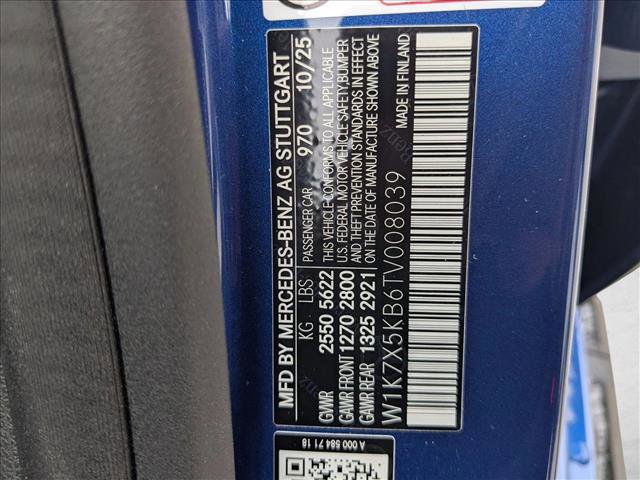 MFD BY MERCEDES-BENZ AG STUTTGART
970 10/25
KG LBS PASSENGER CAR
GVWR 2550 5622 THIS VEHICLE CONFORMS TO ALL APPLICABLE
GAWR FRONT 1270 2800 U.S. FEDERAL MOTOR VEHICLE SAFETY, BUMPER
AND THEFT PREVENTION STANDARDS IN EFFECT
GAWR REAR 1325 2921 ON THE DATE OF MANUFACTURE SHOWN ABOVE
W1K7X5KB6TV008039 MADE IN FINLAND
A 000 584 71 18